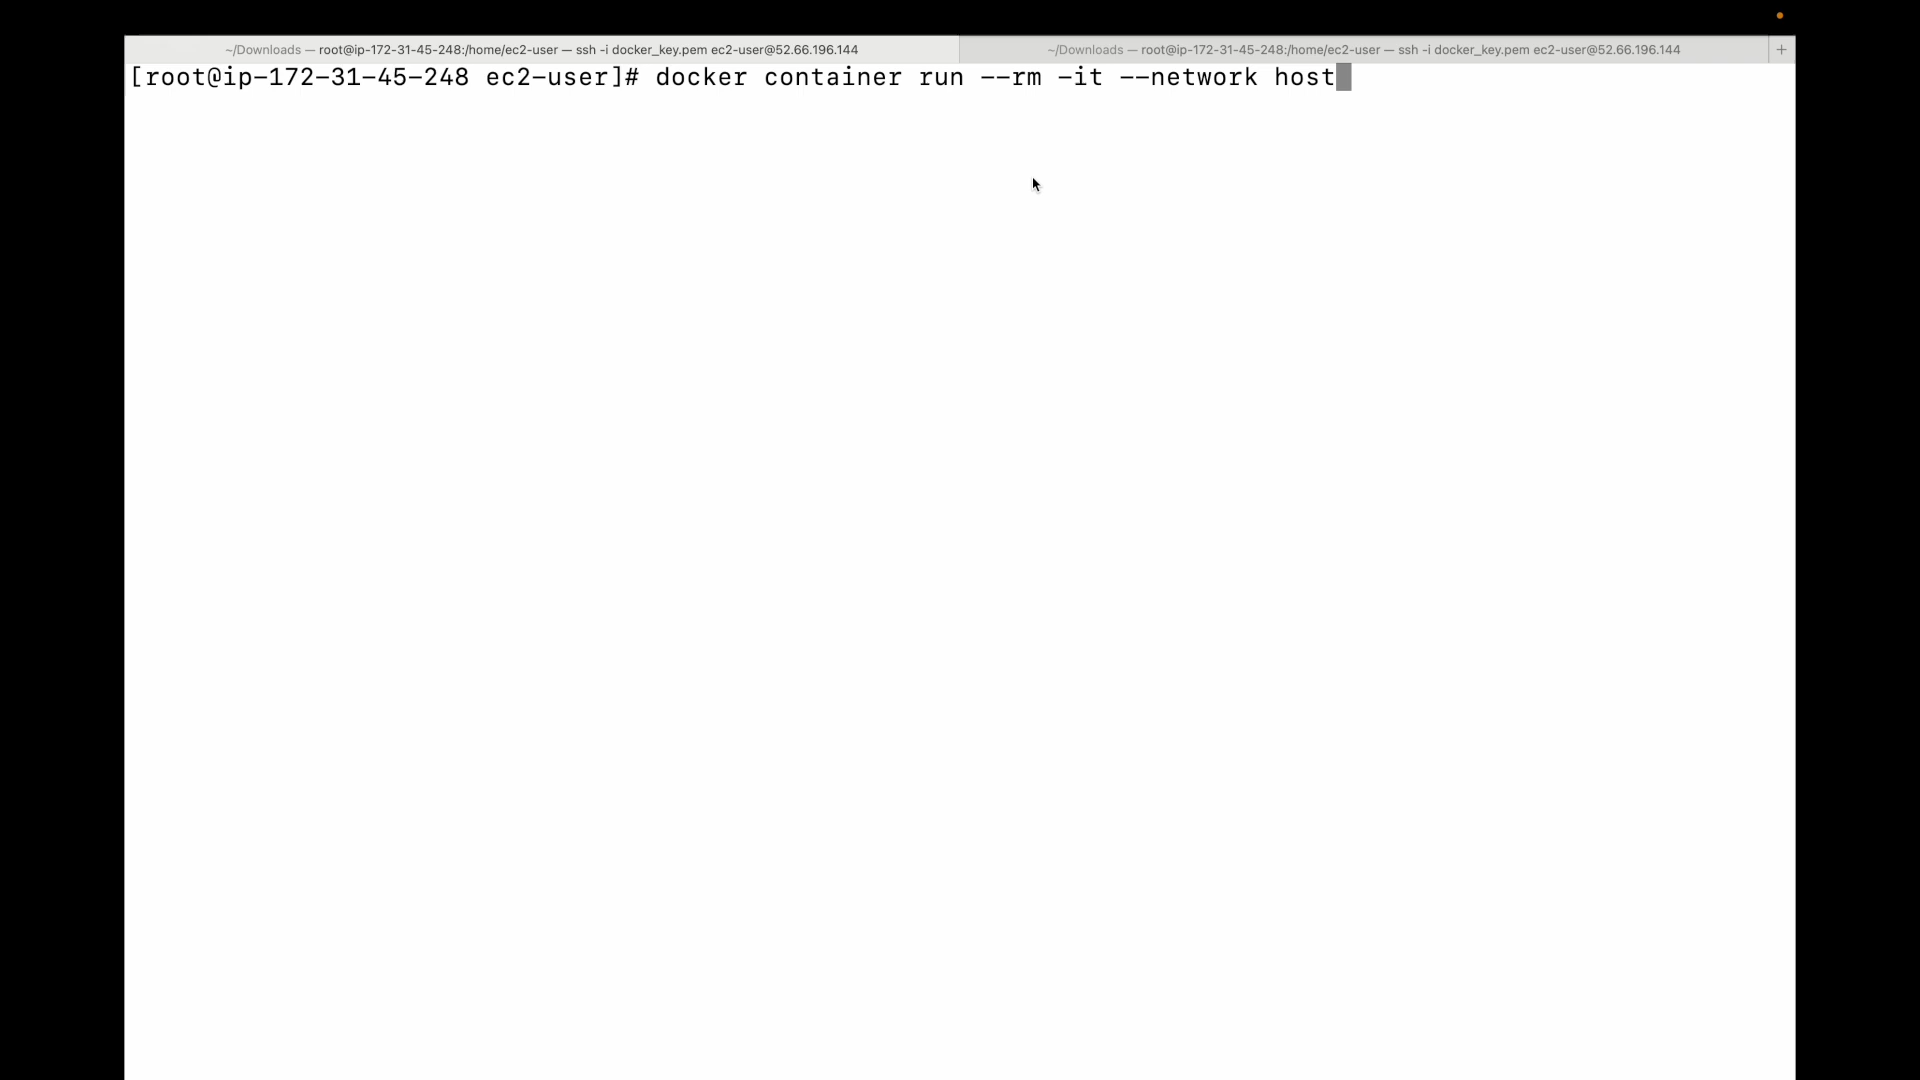 ~/Downloads — root@ip-172-31-45-248:/home/ec2-user — ssh -i docker_key.pem ec2-user@52.66.196.144
~/Downloads — root@ip-172-31-45-248:/home/ec2-user — ssh -i docker_key.pem ec2-user@52.66.196.144
+
[root@ip-172-31-45-248 ec2-user]# docker container run --rm -it --network host